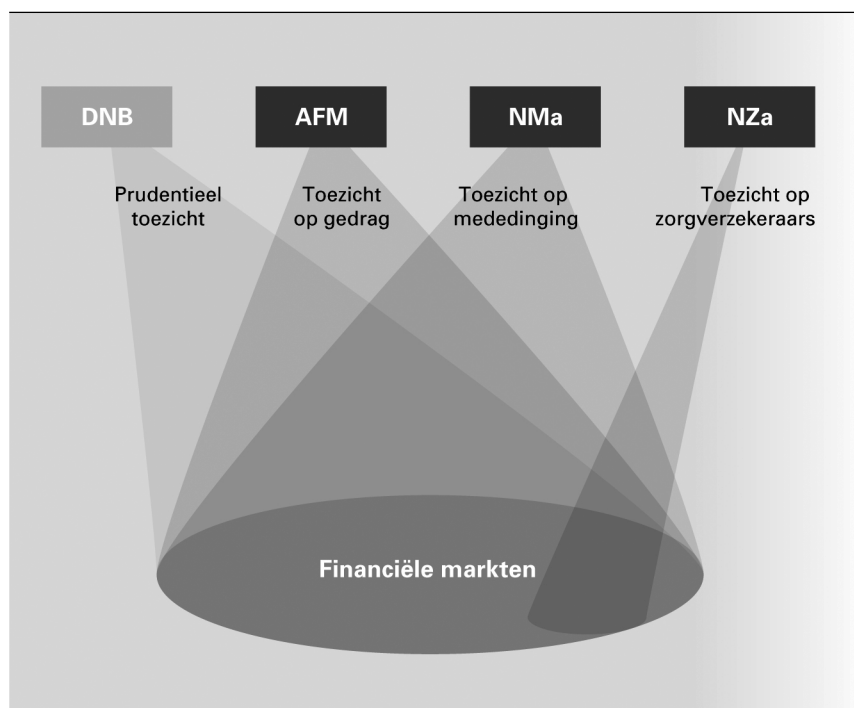 DNB
AFM
NMa
NZa
Prudentieel
toezicht
Toezicht
op gedrag
Toezicht op
mededinging
Toezicht op
zorgverzekeraars
Financiële markten